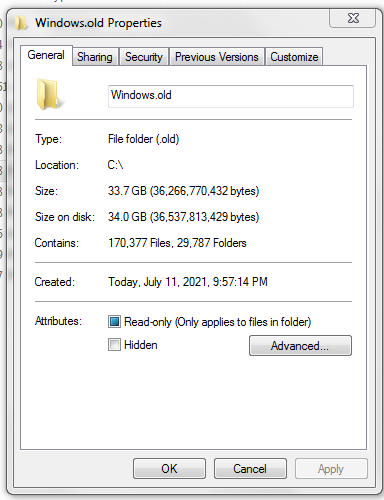 Windows.old Properties
General Sharing Security Previous Versions Customize
Windows.old
Type: File folder (.old)
Location: C:\
Size: 33.7 GB (36,266,770,432 bytes)
Size on disk: 34.0 GB (36,537,813,429 bytes)
Contains: 170,377 Files, 29,787 Folders
Created: Today, July 11, 2021, 9:57:14 PM
Attributes: Read-only (Only applies to files in folder)
Hidden Advanced...
OK Cancel Apply